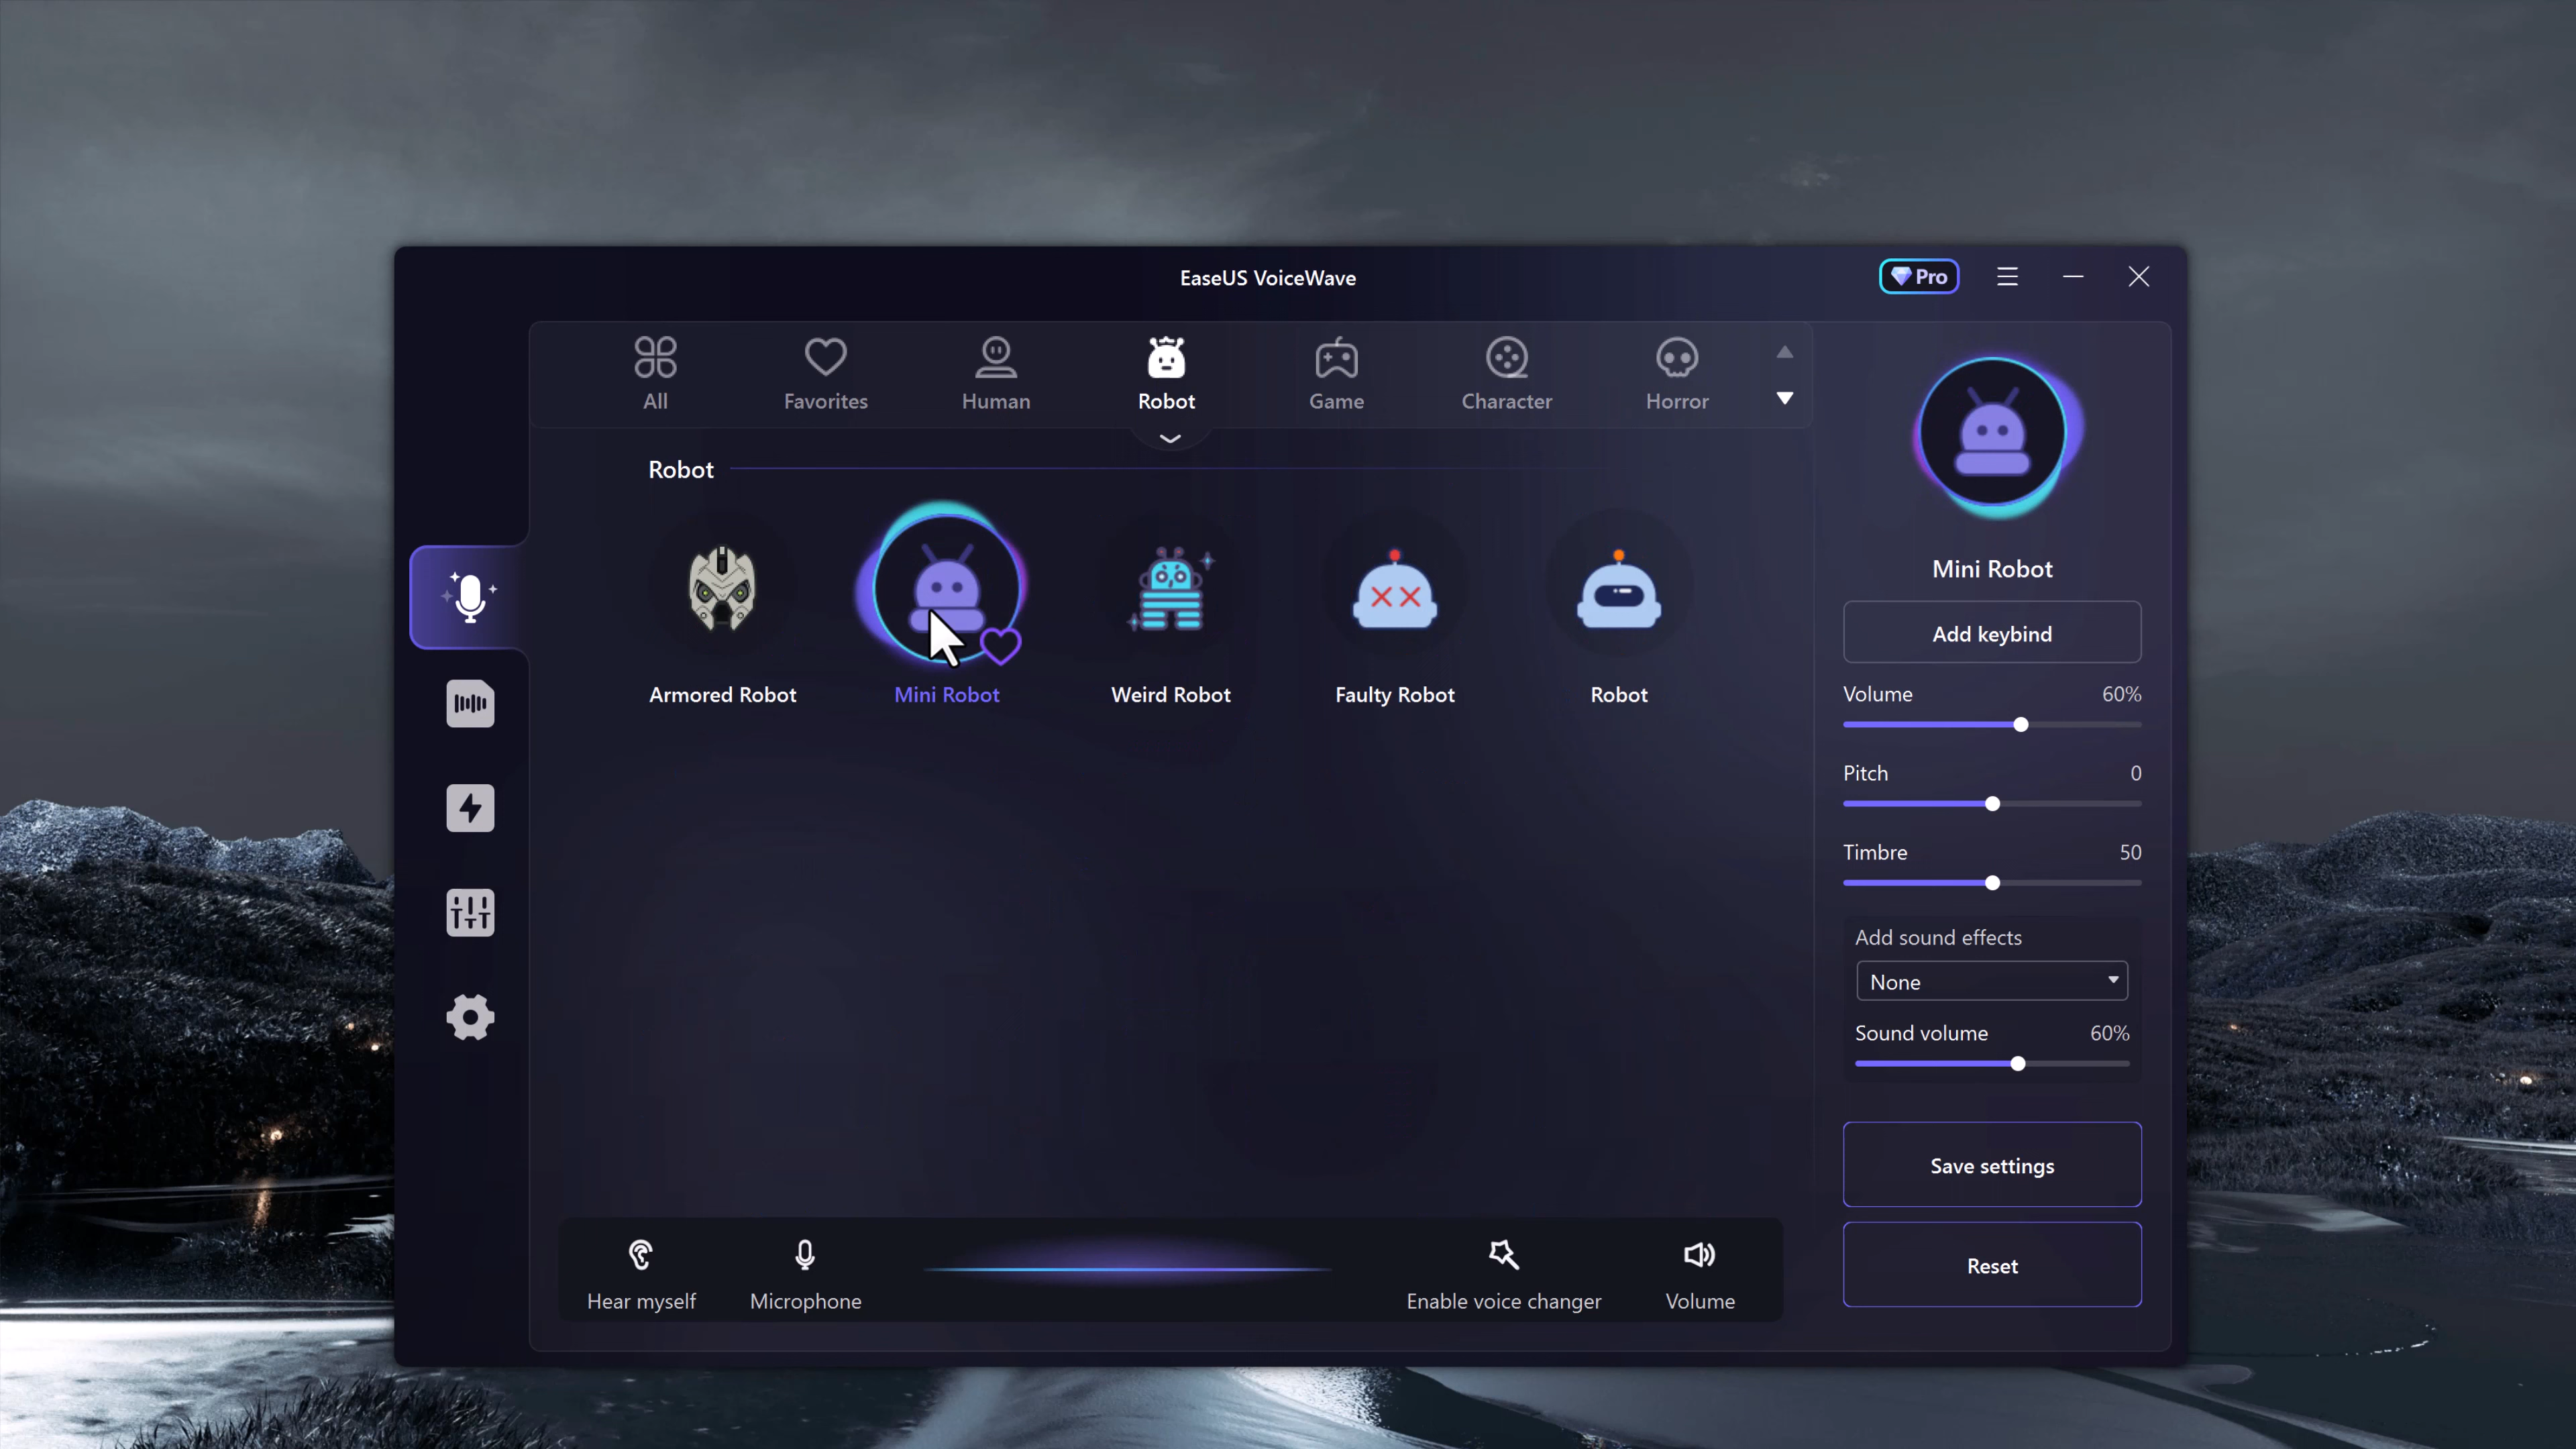 EaseUS VoiceWave
Pro
All
Favorites
Human
Robot
Game
Character
Horror
Robot
Armored Robot
Mini Robot
Weird Robot
Faulty Robot
Robot
Mini Robot
Add keybind
Volume 60%
Pitch 0
Timbre 50
Add sound effects
None
Sound volume 60%
Save settings
Reset
Hear myself
Microphone
Enable voice changer
Volume